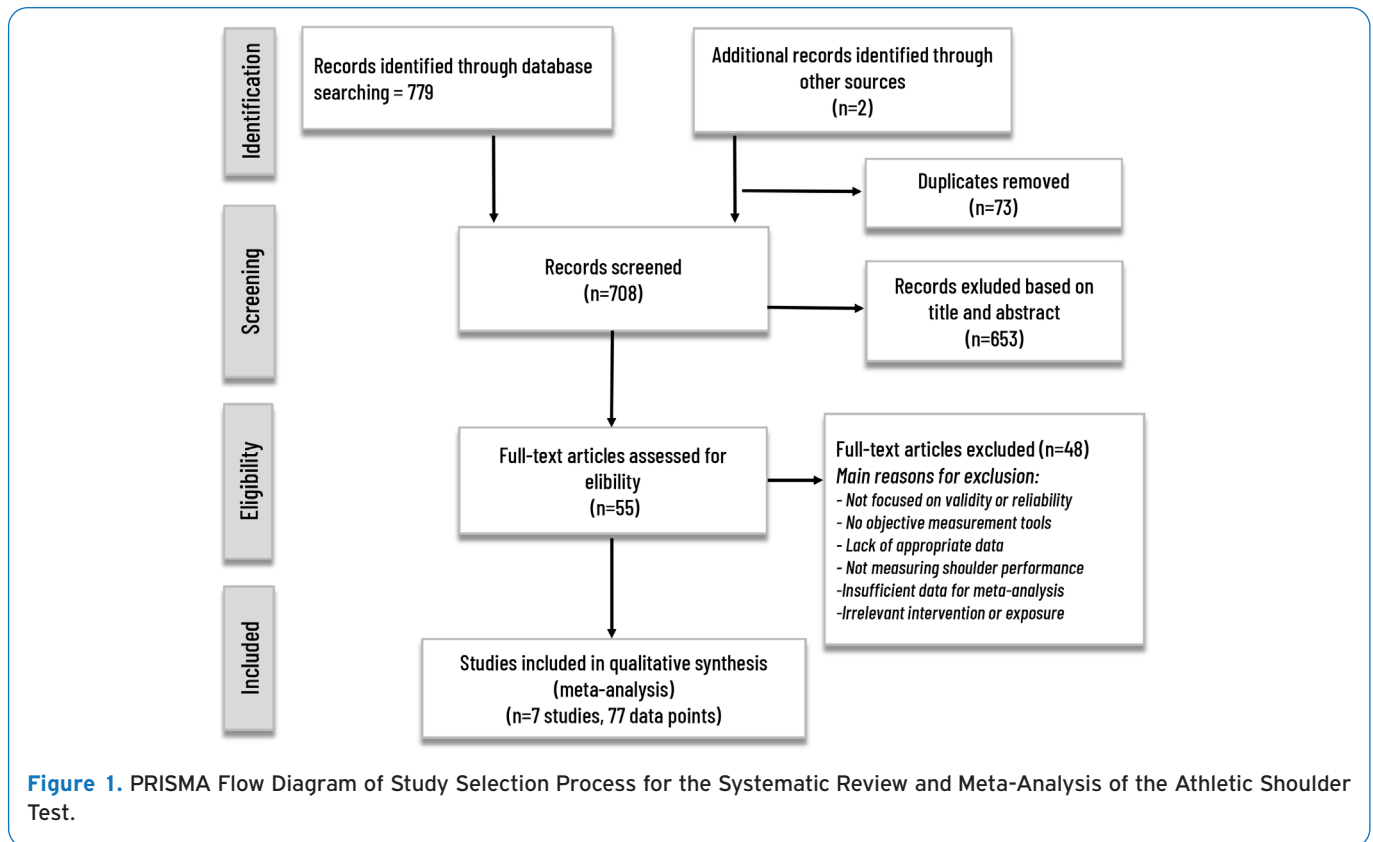 Identification
Records identified through database
searching = 779
Additional records identified through
other sources
(n=2)
Duplicates removed
(n=73)
Screening
Records screened
(n=708)
Records exluded based on
title and abstract
(n=653)
Eligibility
Full-text articles assessed for
elibility
(n=55)
Full-text articles excluded (n=48)
Main reasons for exclusion:
- Not focused on validity or reliability
- No objective measurement tools
- Lack of appropriate data
- Not measuring shoulder performance
-Insufficient data for meta-analysis
-Irrelevant intervention or exposure
Included
Studies included in qualitative synthesis
(meta-analysis)
(n=7 studies, 77 data points)
Figure 1. PRISMA Flow Diagram of Study Selection Process for the Systematic Review and Meta-Analysis of the Athletic Shoulder
Test.